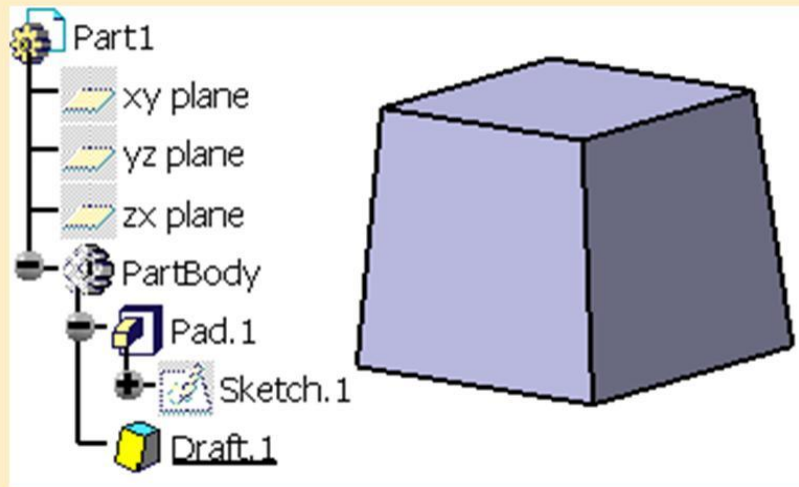 Part1
xy plane
yz plane
zx plane
PartBody
Pad.1
Sketch.1
Draft.1